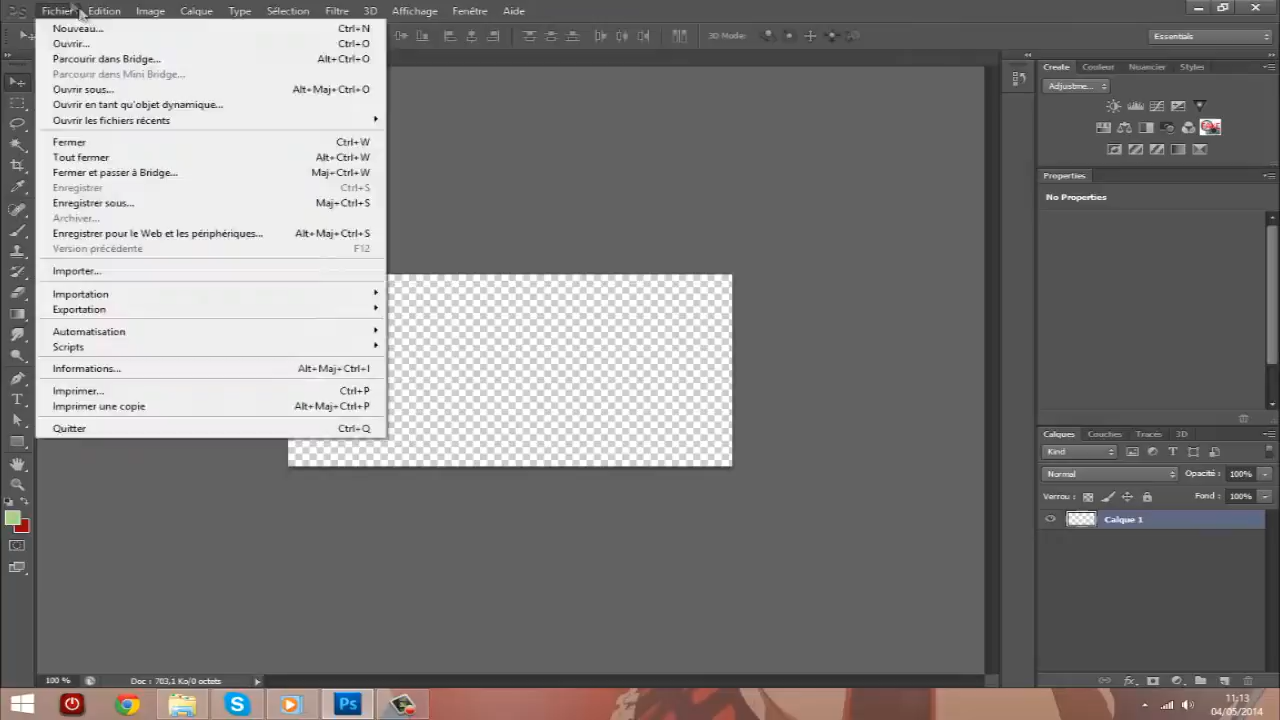 Fichier Edition Image Calque Type Sélection Filtre 3D Affichage Fenêtre Aide
3D Mode: Essentials
Nouveau... Ctrl+N
Ouvrir... Ctrl+O
Parcourir dans Bridge... Alt+Ctrl+O
Parcourir dans Mini Bridge...
Ouvrir sous... Alt+Maj+Ctrl+O
Ouvrir en tant qu'objet dynamique...
Ouvrir les fichiers récents
Fermer Ctrl+W
Tout fermer Alt+Ctrl+W
Fermer et passer à Bridge... Maj+Ctrl+W
Enregistrer Ctrl+S
Enregistrer sous... Maj+Ctrl+S
Archiver...
Enregistrer pour le Web et les périphériques... Alt+Maj+Ctrl+S
Version précédente F12
Importer...
Importation
Exportation
Automatisation
Scripts
Informations... Alt+Maj+Ctrl+I
Imprimer... Ctrl+P
Imprimer une copie Alt+Maj+Ctrl+P
Quitter Ctrl+Q
Create Couleur Nuancier Styles
Adjustme...
Properties
No Properties
Calques Couches Tracés 3D
Kind
Normal Opacité : 100%
Verrou : Fond : 100%
Calque 1
100 % Doc : 703,1 Ko/0 octets
Ps
11:13
04/05/2014